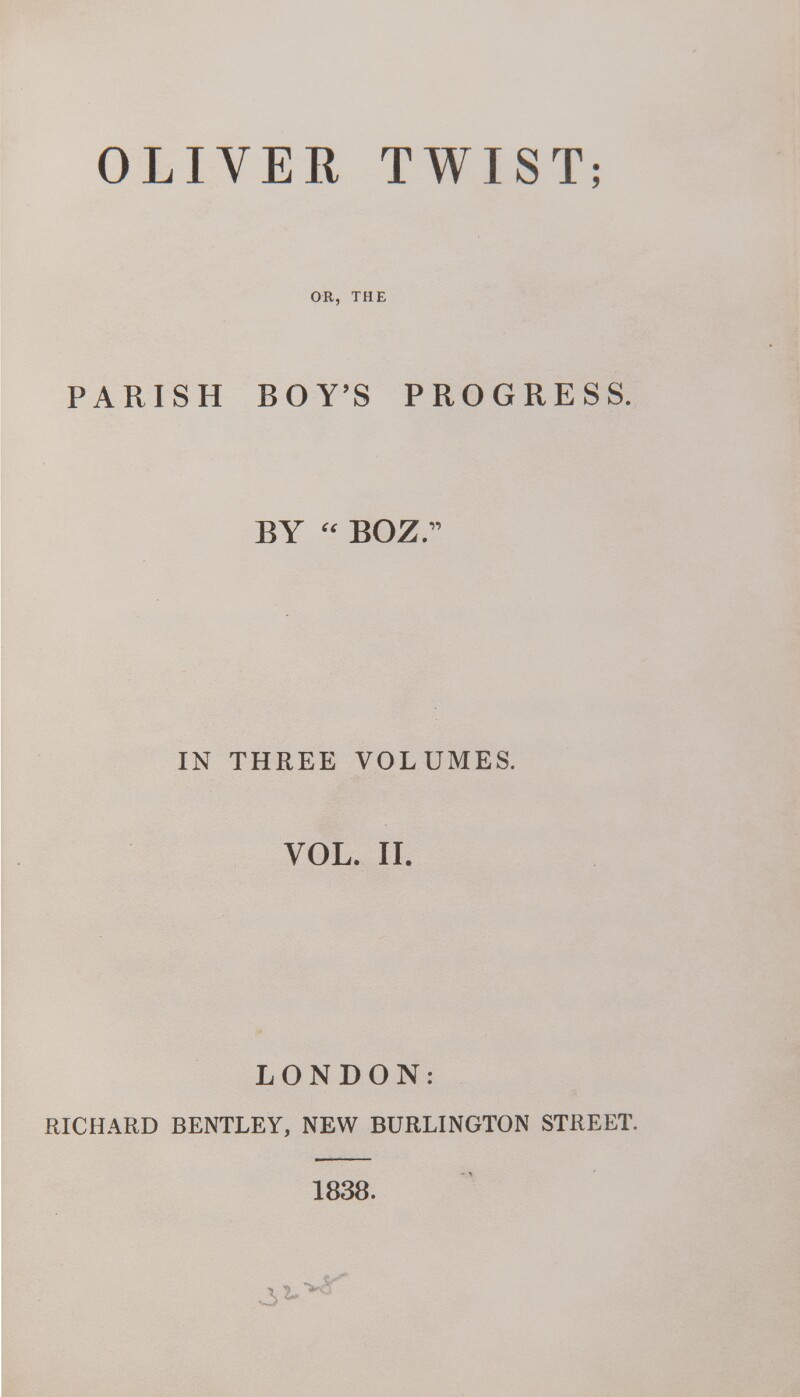 OLIVER TWIST;
OR, THE
PARISH BOY'S PROGRESS.
BY “ BOZ.”
IN THREE VOLUMES.
VOL. II.
LONDON:
RICHARD BENTLEY, NEW BURLINGTON STREET.
1838.